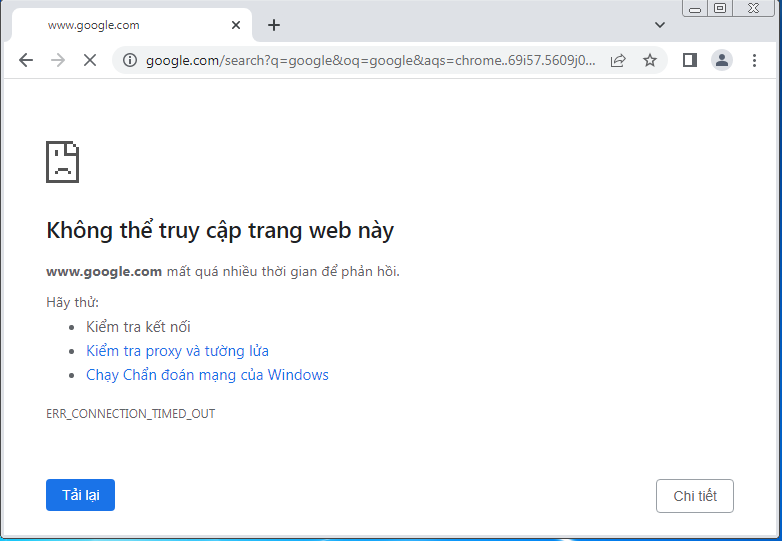 www.google.com
google.com/search?q=google&oq=google&aqs=chrome..69i57.5609j0...
Không thể truy cập trang web này
www.google.com mất quá nhiều thời gian để phản hồi.
Hãy thử:
Kiểm tra kết nối
Kiểm tra proxy và tường lửa
Chạy Chẩn đoán mạng của Windows
ERR_CONNECTION_TIMED_OUT
Tải lại
Chi tiết